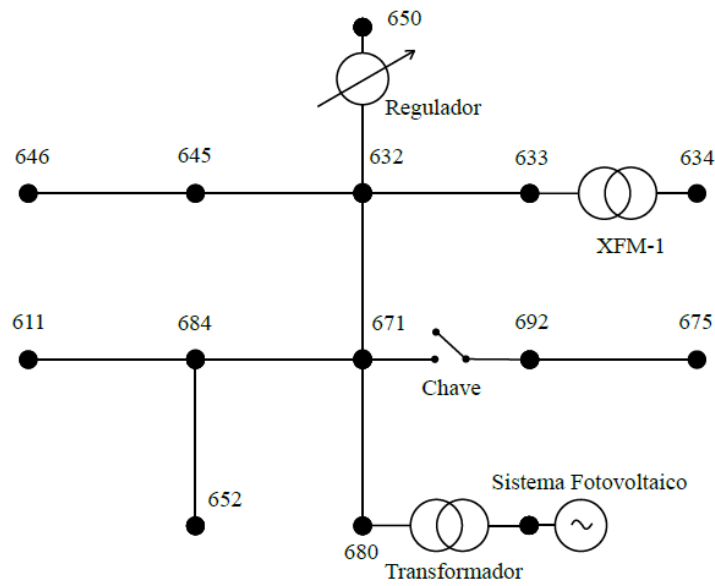 650
Regulador
646
645
632
633
634
XFM-1
611
684
671
692
675
Chave
Sistema Fotovoltaico
652
680
Transformador